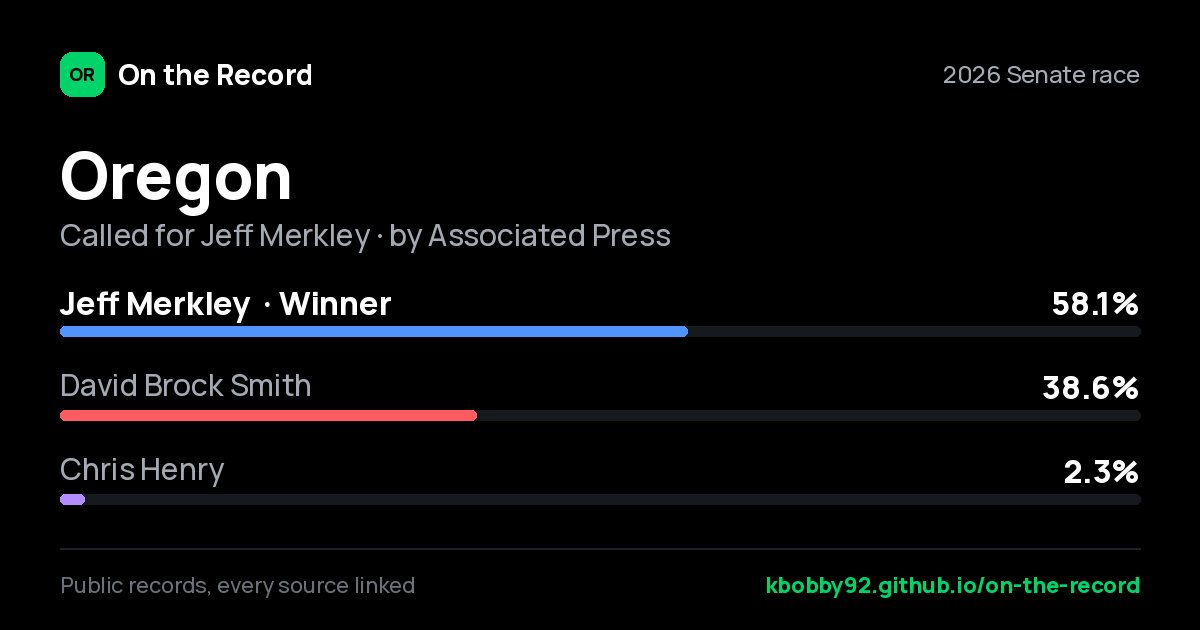 OR On the Record
2026 Senate race
Oregon
Called for Jeff Merkley · by Associated Press
Jeff Merkley · Winner 58.1%
David Brock Smith 38.6%
Chris Henry 2.3%
Public records, every source linked
kbobby92.github.io/on-the-record